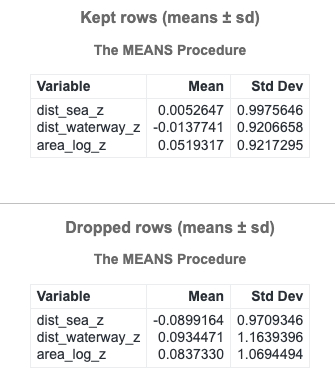 Kept rows (means ± sd)
The MEANS Procedure
Variable Mean Std Dev
dist_sea_z 0.0052647 0.9975646
dist_waterway_z -0.0137741 0.9206658
area_log_z 0.0519317 0.9217295
Dropped rows (means ± sd)
The MEANS Procedure
Variable Mean Std Dev
dist_sea_z -0.0899164 0.9709346
dist_waterway_z 0.0934471 1.1639396
area_log_z 0.0837330 1.0694494